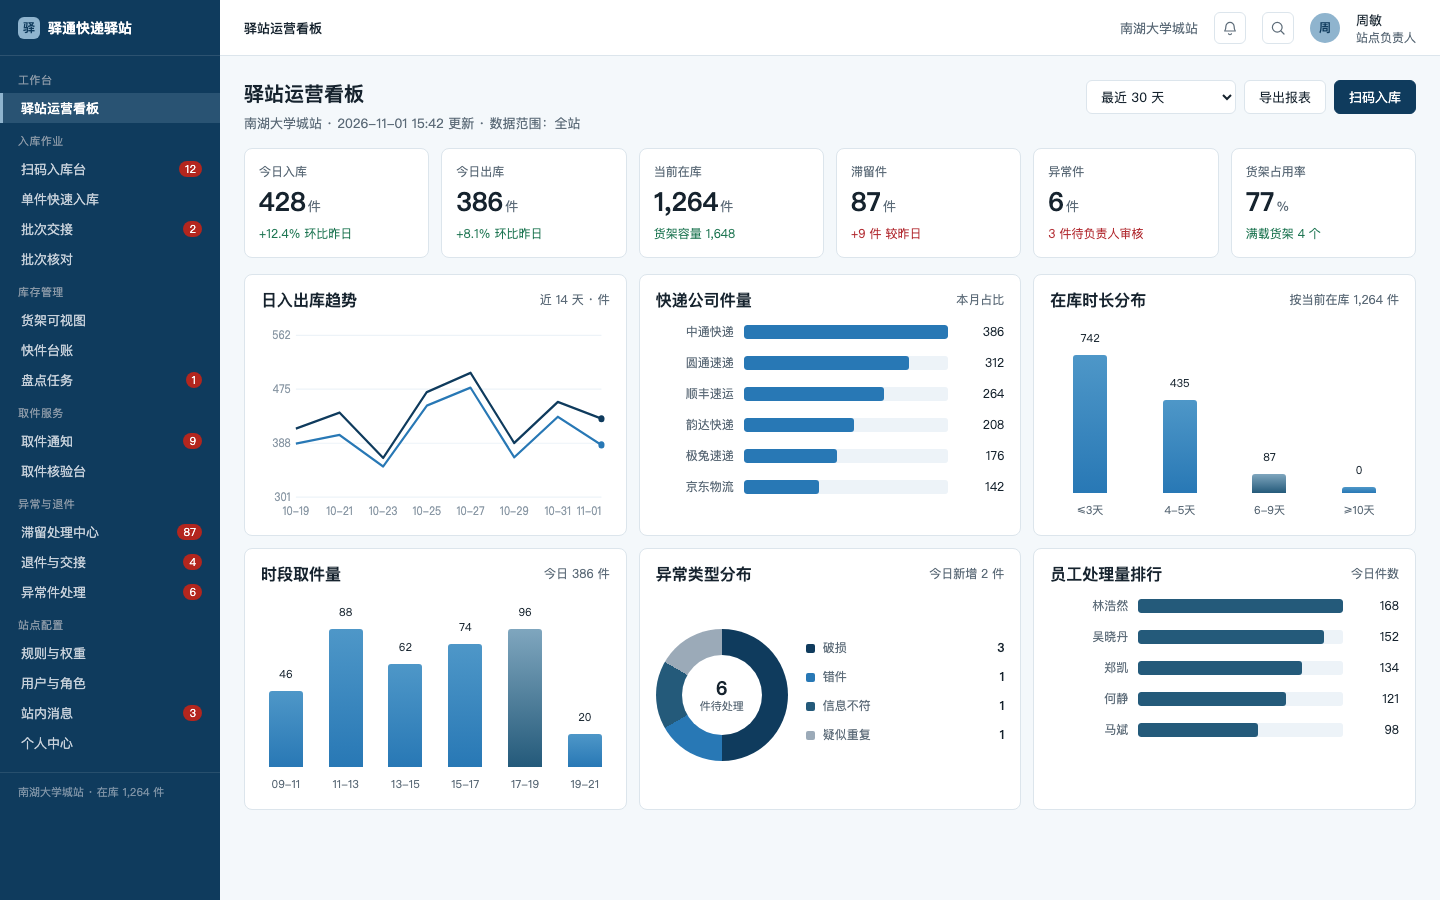 驿 驿通快递驿站
工作台
驿站运营看板
入库作业
扫码入库台 12
单件快速入库
批次交接 2
批次核对
库存管理
货架可视图
快件台账
盘点任务 1
取件服务
取件通知 9
取件核验台
异常与退件
滞留处理中心 87
退件与交接 4
异常件处理 6
站点配置
规则与权重
用户与角色
站内消息 3
个人中心
南湖大学城站 · 在库 1,264 件
驿站运营看板
南湖大学城站
周
周敏
站点负责人
驿站运营看板
南湖大学城站 · 2026-11-01 15:42 更新 · 数据范围：全站
最近 30 天
导出报表
扫码入库
今日入库
428 件
+12.4% 环比昨日
今日出库
386 件
+8.1% 环比昨日
当前在库
1,264 件
货架容量 1,648
滞留件
87 件
+9 件 较昨日
异常件
6 件
3 件待负责人审核
货架占用率
77 %
满载货架 4 个
日入出库趋势 近 14 天 · 件
562
475
388
301
10-19 10-21 10-23 10-25 10-27 10-29 10-31 11-01
快递公司件量 本月占比
中通快递 386
圆通速递 312
顺丰速运 264
韵达快递 208
极兔速递 176
京东物流 142
在库时长分布 按当前在库 1,264 件
742 435 87 0
≤3天 4-5天 6-9天 ≥10天
时段取件量 今日 386 件
46 88 62 74 96 20
09-11 11-13 13-15 15-17 17-19 19-21
异常类型分布 今日新增 2 件
6
件待处理
破损 3
错件 1
信息不符 1
疑似重复 1
员工处理量排行 今日件数
林浩然 168
吴晓丹 152
郑凯 134
何静 121
马斌 98